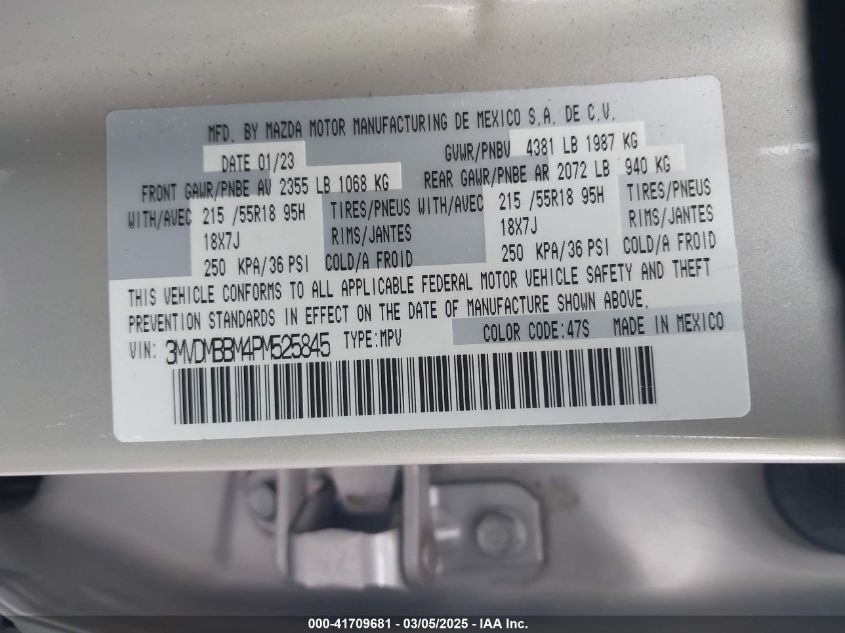 MFD. BY MAZDA MOTOR MANUFACTURING DE MEXICO S.A. DE C.V.
DATE 01/23 GVWR/PNBV 4381 LB 1987 KG
FRONT GAWR/PNBE AV 2355 LB 1068 KG REAR GAWR/PNBE AR 2072 LB 940 KG
WITH/AVEC 215 /55R18 95H TIRES/PNEUS WITH/AVEC 215 /55R18 95H TIRES/PNEUS
18X7J RIMS/JANTES 18X7J RIMS/JANTES
250 KPA/36 PSI COLD/A FROID 250 KPA/36 PSI COLD/A FROID
THIS VEHICLE CONFORMS TO ALL APPLICABLE FEDERAL MOTOR VEHICLE SAFETY AND THEFT
PREVENTION STANDARDS IN EFFECT ON THE DATE OF MANUFACTURE SHOWN ABOVE.
VIN: 3MVDMBBM4PM525845 TYPE:MPV COLOR CODE:47S MADE IN MEXICO
000-41709681 - 03/05/2025 - IAA Inc.